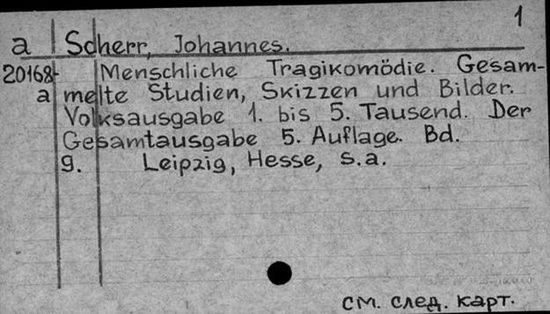 1
a Scherr, Johannes.
20168- Menschliche Tragikomödie. Gesam-
a melte Studien, Skizzen und Bilder.
Volksausgabe 1. bis 5. Tausend. Der
Gesamtausgabe 5. Auflage. Bd.
9. Leipzig, Hesse, s.a.
см. след. карт.